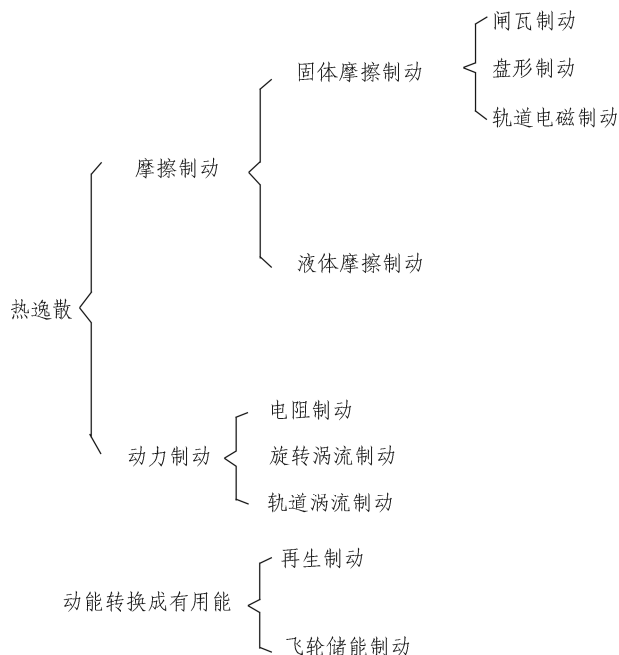 闸瓦制动
固体摩擦制动
盘形制动
轨道电磁制动
摩擦制动
液体摩擦制动
热逸散
电阻制动
动力制动
旋转涡流制动
轨道涡流制动
再生制动
动能转换成有用能
飞轮储能制动